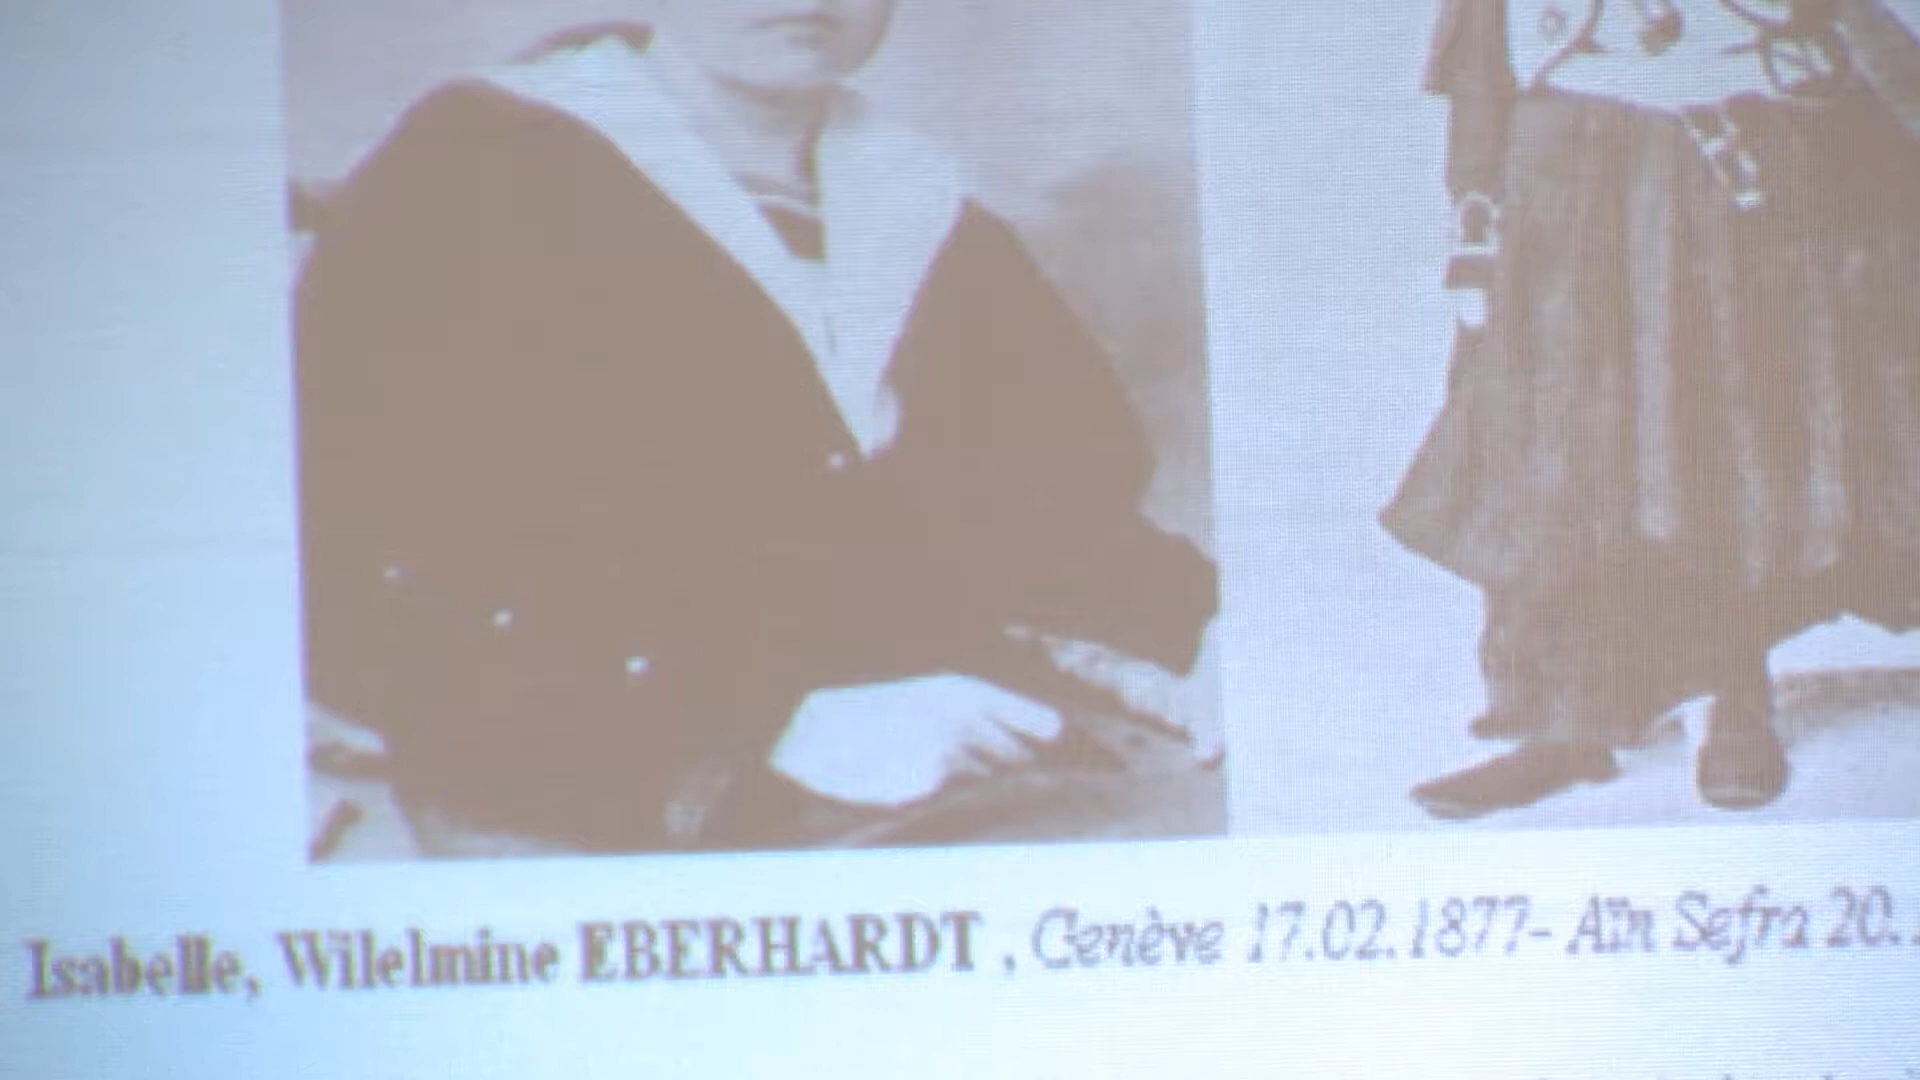 Isabelle, Wilelmine EBERHARDT , Genève 17.02.1877- Aïn Sefra 20.